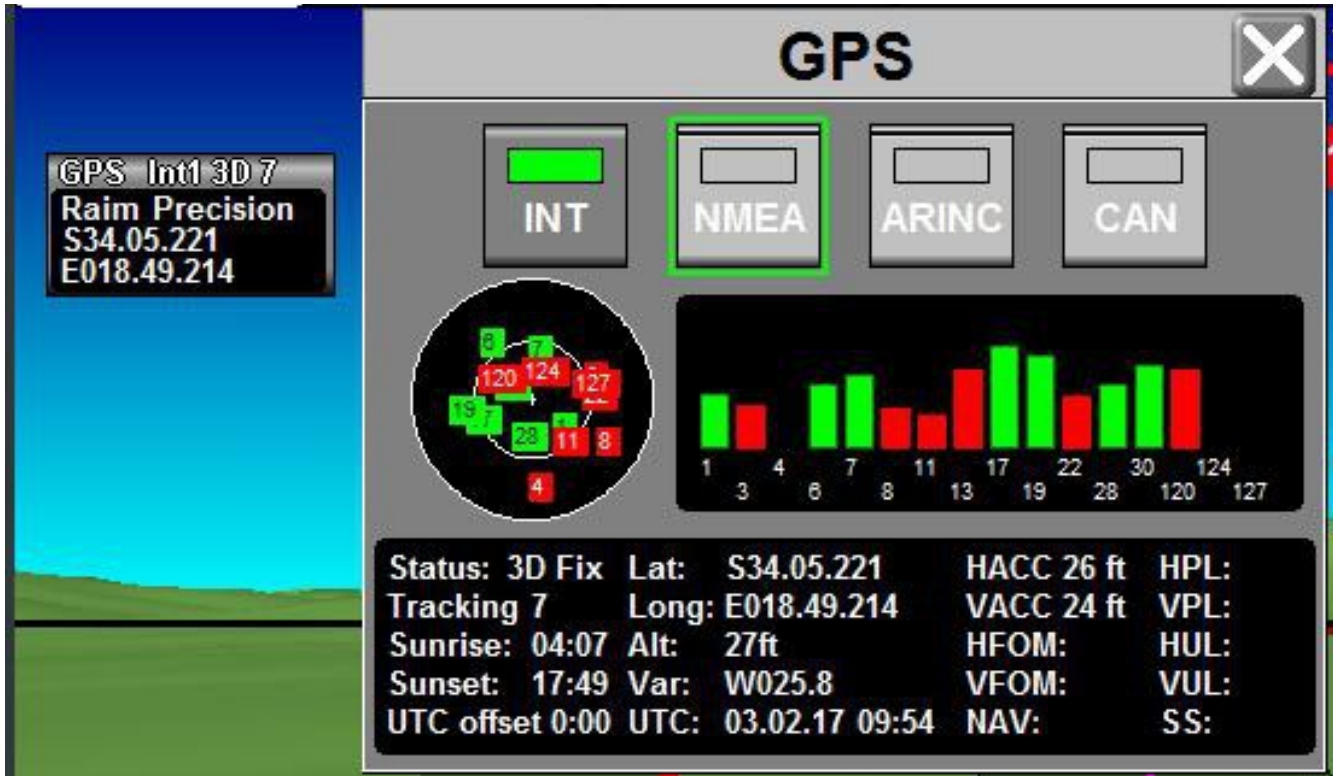 GPS
GPS Int1 3D 7
Raim Precision
S34.05.221
E018.49.214
INT NMEA ARINC CAN
6 7
120 124 127
19
28 11 8
4
1 4 7 11 17 22 30 124
3 6 8 13 19 28 120 127
Status: 3D Fix Lat: S34.05.221 HACC 26 ft HPL:
Tracking 7 Long: E018.49.214 VACC 24 ft VPL:
Sunrise: 04:07 Alt: 27ft HFOM: HUL:
Sunset: 17:49 Var: W025.8 VFOM: VUL:
UTC offset 0:00 UTC: 03.02.17 09:54 NAV: SS: